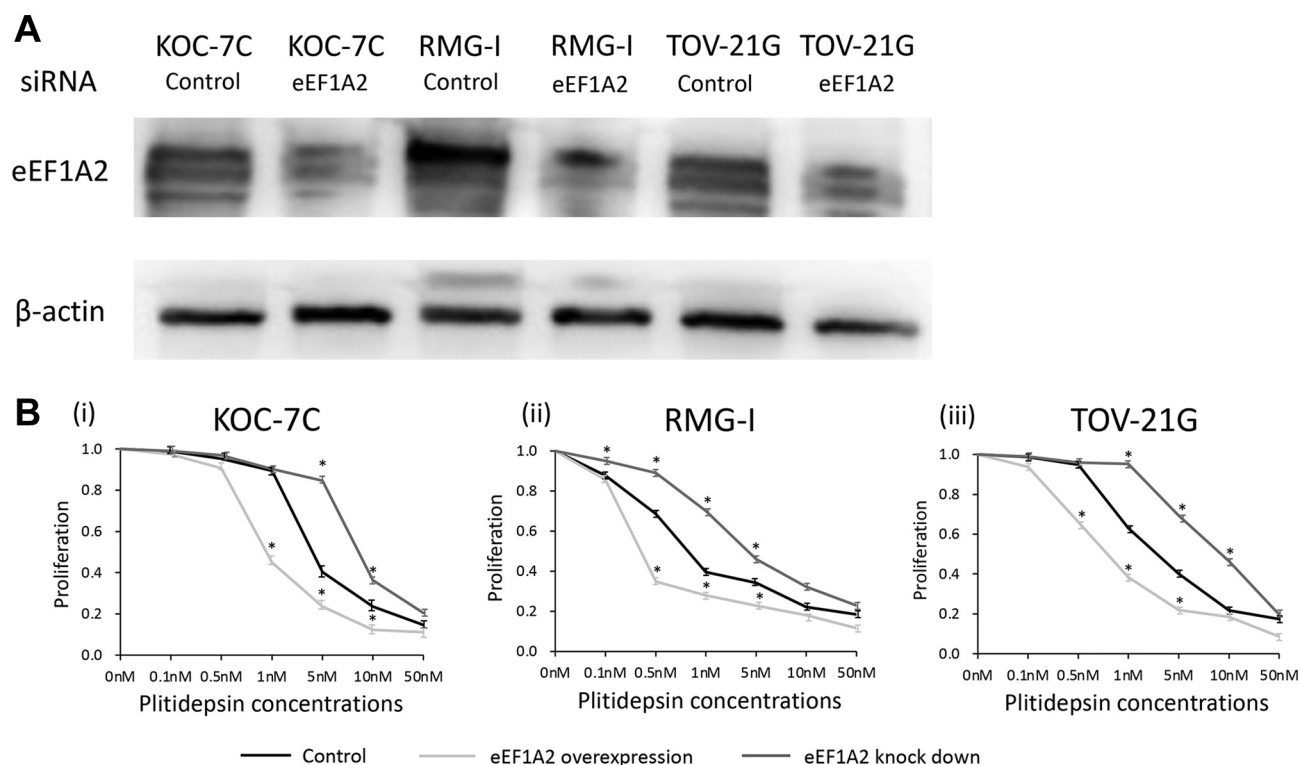 A
KOC-7C KOC-7C RMG-I RMG-I TOV-21G TOV-21G
siRNA Control eEF1A2 Control eEF1A2 Control eEF1A2
eEF1A2
β-actin
B (i) KOC-7C (ii) RMG-I (iii) TOV-21G
Proliferation
1.0
0.8
0.6
0.4
0.2
0.0
* * * * *
0nM 0.1nM 0.5nM 1nM 5nM 10nM 50nM
Plitidepsin concentrations
Proliferation
1.0
0.8
0.6
0.4
0.2
0.0
* * * * * * *
0nM 0.1nM 0.5nM 1nM 5nM 10nM 50nM
Plitidepsin concentrations
Proliferation
1.0
0.8
0.6
0.4
0.2
0.0
* * * * * *
0nM 0.1nM 0.5nM 1nM 5nM 10nM 50nM
Plitidepsin concentrations
Control eEF1A2 overexpression eEF1A2 knock down